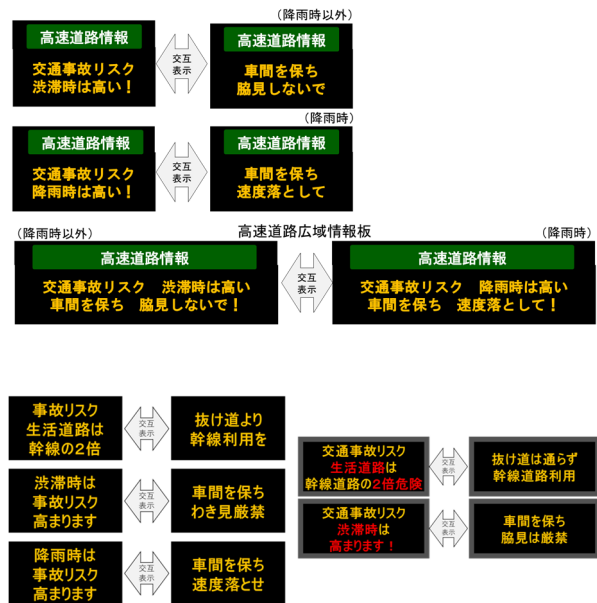 (降雨時以外)
高速道路情報
交通事故リスク
渋滞時は高い！
交互
表示
高速道路情報
車間を保ち
脇見しないで
(降雨時)
高速道路情報
交通事故リスク
降雨時は高い！
交互
表示
高速道路情報
車間を保ち
速度落として
高速道路広域情報板
(降雨時以外)
高速道路情報
交通事故リスク　渋滞時は高い
車間を保ち　脇見しないで！
交互
表示
(降雨時)
高速道路情報
交通事故リスク　降雨時は高い
車間を保ち　速度落として！
事故リスク
生活道路は
幹線の２倍
交互
表示
抜け道より
幹線利用を
渋滞時は
事故リスク
高まります
交互
表示
車間を保ち
わき見厳禁
降雨時は
事故リスク
高まります
交互
表示
車間を保ち
速度落とせ
交通事故リスク
生活道路は
幹線道路の２倍危険
交互
表示
抜け道は通らず
幹線道路利用
交通事故リスク
渋滞時は
高まります！
交互
表示
車間を保ち
脇見は厳禁